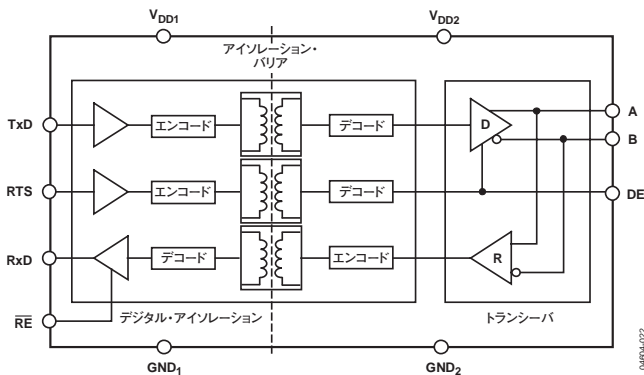 VDD1
VDD2
アイソレーション・
バリア
TxD
エンコード
デコード
D
A
B
RTS
エンコード
デコード
DE
RxD
デコード
エンコード
R
RE
デジタル・アイソレーション
トランシーバ
GND1
GND2
04604-022